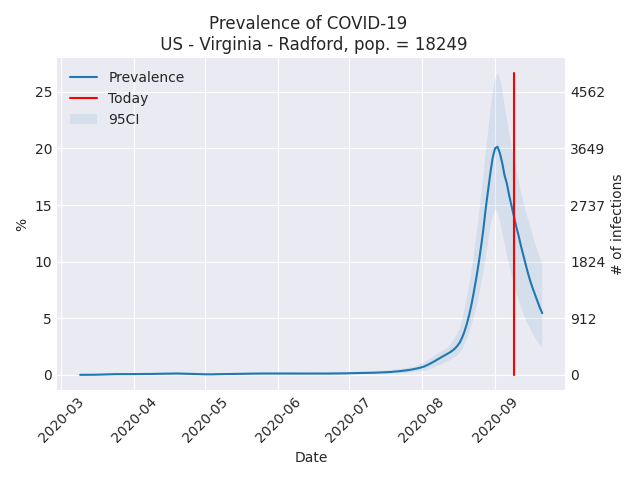 Prevalence of COVID-19
US - Virginia - Radford, pop. = 18249
Prevalence
Today
95CI
25
20
15
10
5
0
%
4562
3649
2737
1824
912
0
# of infections
2020-03
2020-04
2020-05
2020-06
2020-07
2020-08
2020-09
Date